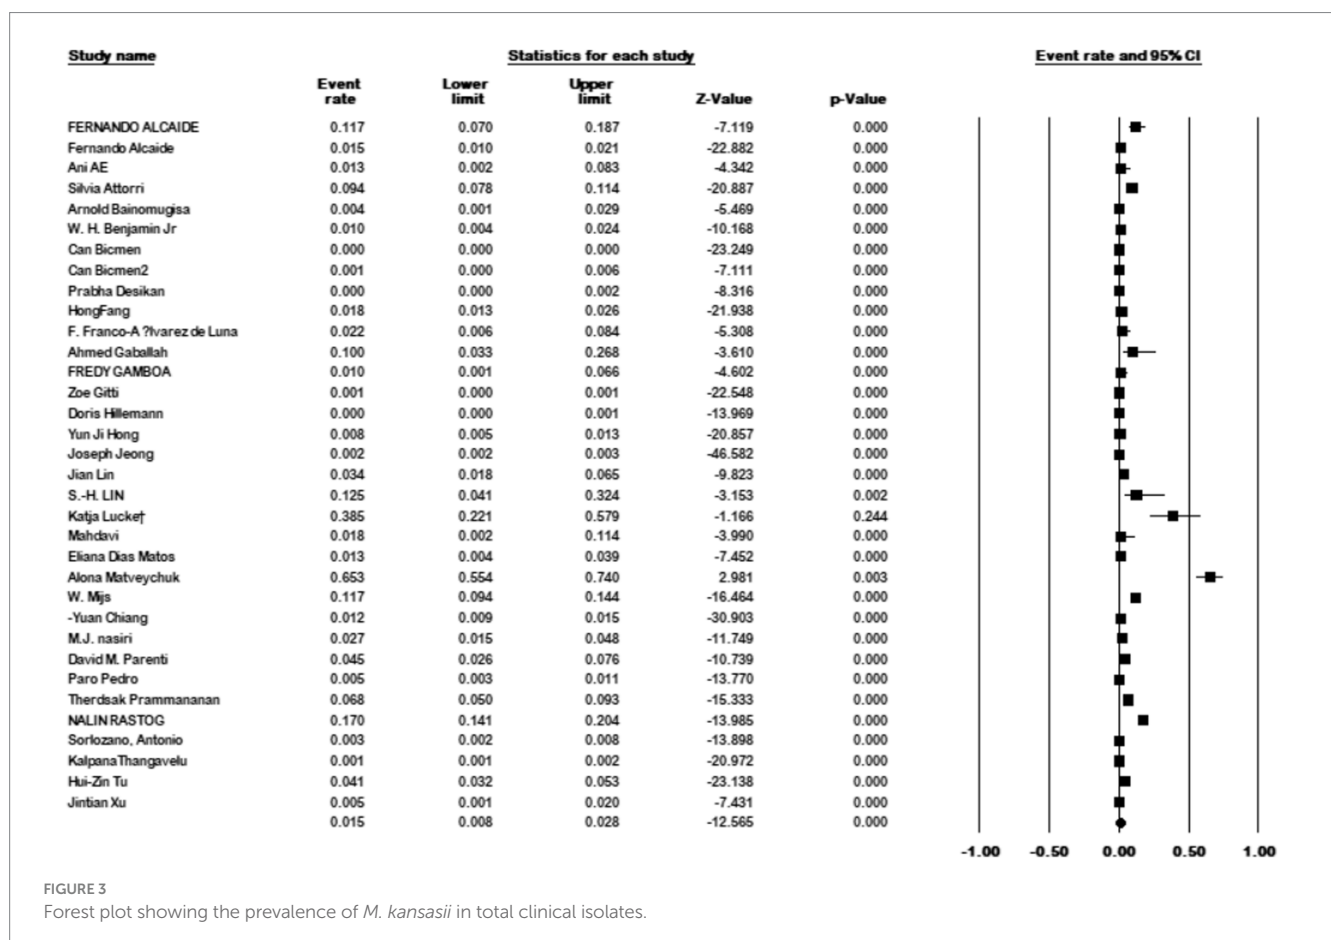 Study name Statistics for each study Event rate and 95% CI
Event rate Lower limit Upper limit Z-Value p-Value
FERNANDO ALCAIDE 0.117 0.070 0.187 -7.119 0.000
Fernando Alcaide 0.015 0.010 0.021 -22.882 0.000
Ani AE 0.013 0.002 0.083 -4.342 0.000
Silvia Attorri 0.094 0.078 0.114 -20.887 0.000
Arnold Bainomugisa 0.004 0.001 0.029 -5.469 0.000
W. H. Benjamin Jr 0.010 0.004 0.024 -10.168 0.000
Can Bicmen 0.000 0.000 0.000 -23.249 0.000
Can Bicmen2 0.001 0.000 0.006 -7.111 0.000
Prabha Desikan 0.000 0.000 0.002 -8.316 0.000
HongFang 0.018 0.013 0.026 -21.938 0.000
F. Franco-A ?lvarez de Luna 0.022 0.006 0.084 -5.308 0.000
Ahmed Gaballah 0.100 0.033 0.268 -3.610 0.000
FREDY GAMBOA 0.010 0.001 0.066 -4.602 0.000
Zoe Gitti 0.001 0.000 0.001 -22.548 0.000
Doris Hillemann 0.000 0.000 0.001 -13.969 0.000
Yun Ji Hong 0.008 0.005 0.013 -20.857 0.000
Joseph Jeong 0.002 0.002 0.003 -46.582 0.000
Jian Lin 0.034 0.018 0.065 -9.823 0.000
S.-H. LIN 0.125 0.041 0.324 -3.153 0.002
Katja Lucke† 0.385 0.221 0.579 -1.166 0.244
Mahdavi 0.018 0.002 0.114 -3.990 0.000
Eliana Dias Matos 0.013 0.004 0.039 -7.452 0.000
Alona Matveychuk 0.653 0.554 0.740 2.981 0.003
W. Mijs 0.117 0.094 0.144 -16.464 0.000
-Yuan Chiang 0.012 0.009 0.015 -30.903 0.000
M.J. nasiri 0.027 0.015 0.048 -11.749 0.000
David M. Parenti 0.045 0.026 0.076 -10.739 0.000
Paro Pedro 0.005 0.003 0.011 -13.770 0.000
Therdsak Prammananan 0.068 0.050 0.093 -15.333 0.000
NALIN RASTOG 0.170 0.141 0.204 -13.985 0.000
Sorlozano, Antonio 0.003 0.002 0.008 -13.898 0.000
KalpanaThangavelu 0.001 0.001 0.002 -20.972 0.000
Hui-Zin Tu 0.041 0.032 0.053 -23.138 0.000
Jintian Xu 0.005 0.001 0.020 -7.431 0.000
0.015 0.008 0.028 -12.565 0.000
-1.00 -0.50 0.00 0.50 1.00
FIGURE 3
Forest plot showing the prevalence of M. kansasii in total clinical isolates.